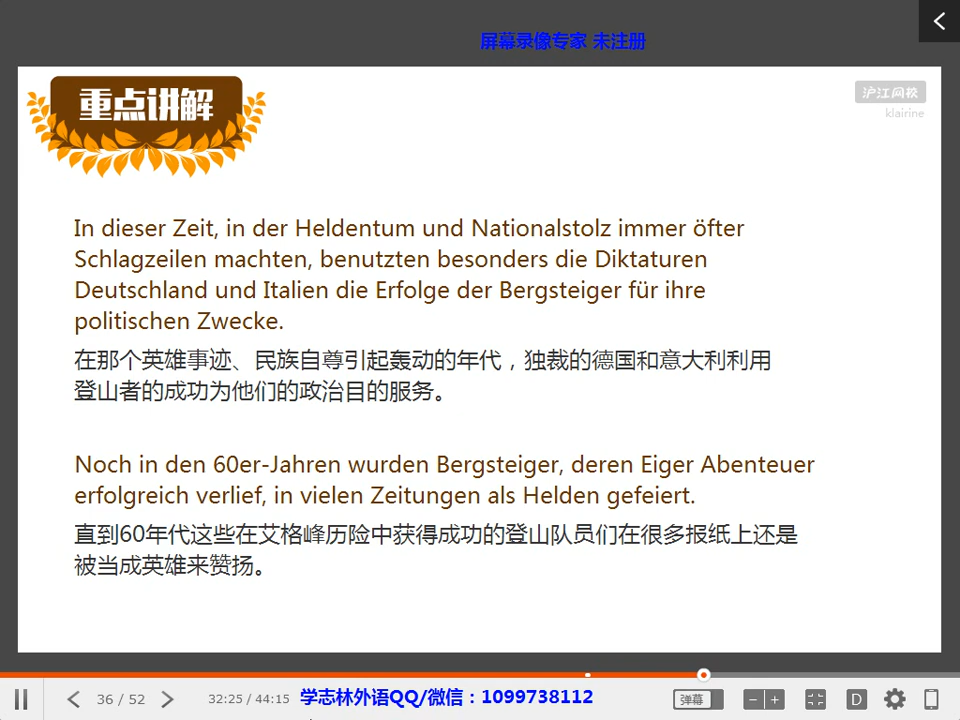 屏幕录像专家 未注册
重点讲解
沪江网校
klairine
In dieser Zeit, in der Heldentum und Nationalstolz immer öfter
Schlagzeilen machten, benutzten besonders die Diktaturen
Deutschland und Italien die Erfolge der Bergsteiger für ihre
politischen Zwecke.
在那个英雄事迹、民族自尊引起轰动的年代，独裁的德国和意大利利用
登山者的成功为他们的政治目的服务。
Noch in den 60er-Jahren wurden Bergsteiger, deren Eiger Abenteuer
erfolgreich verlief, in vielen Zeitungen als Helden gefeiert.
直到60年代这些在艾格峰历险中获得成功的登山队员们在很多报纸上还是
被当成英雄来赞扬。
36 / 52
32:25 / 44:15
学志林外语QQ/微信：1099738112
弹幕
D